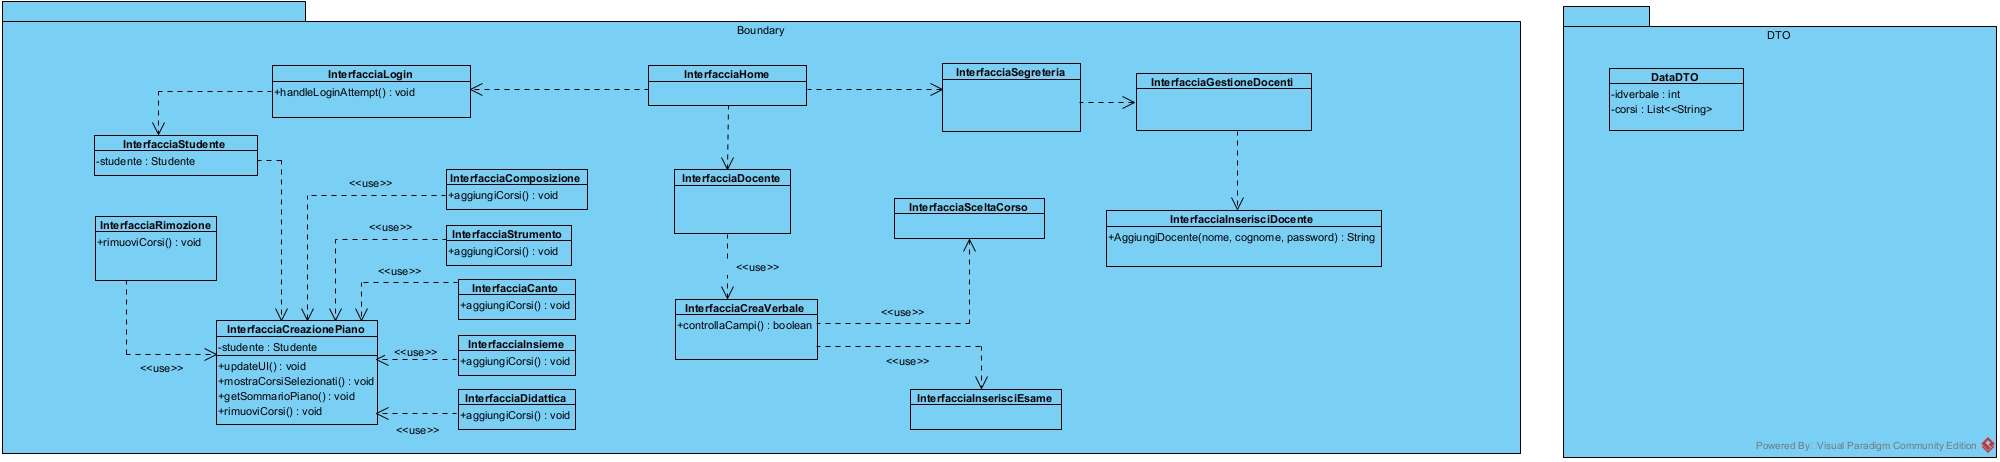 Boundary
InterfacciaLogin
+handleLoginAttempt() : void
InterfacciaHome
InterfacciaSegreteria
InterfacciaGestioneDocenti
InterfacciaStudente
-studente : Studente
InterfacciaComposizione
+aggiungiCorsi() : void
<<use>>
InterfacciaDocente
InterfacciaSceltaCorso
InterfacciaInserisciDocente
+AggiungiDocente(nome, cognome, password) : String
InterfacciaRimozione
+rimuoviCorsi() : void
InterfacciaStrumento
+aggiungiCorsi() : void
<<use>>
<<use>>
InterfacciaCanto
+aggiungiCorsi() : void
<<use>>
InterfacciaCreaVerbale
+controllaCampi() : boolean
<<use>>
<<use>>
InterfacciaInserisciEsame
InterfacciaCreazionePiano
-studente : Studente
+updateUI() : void
+mostraCorsiSelezionati() : void
+getSommarioPiano() : void
+rimuoviCorsi() : void
<<use>>
<<use>>
InterfacciaInsieme
+aggiungiCorsi() : void
InterfacciaDidattica
+aggiungiCorsi() : void
<<use>>
DTO
DataDTO
-idverbale : int
-corsi : List<<String>
Powered By Visual Paradigm Community Edition